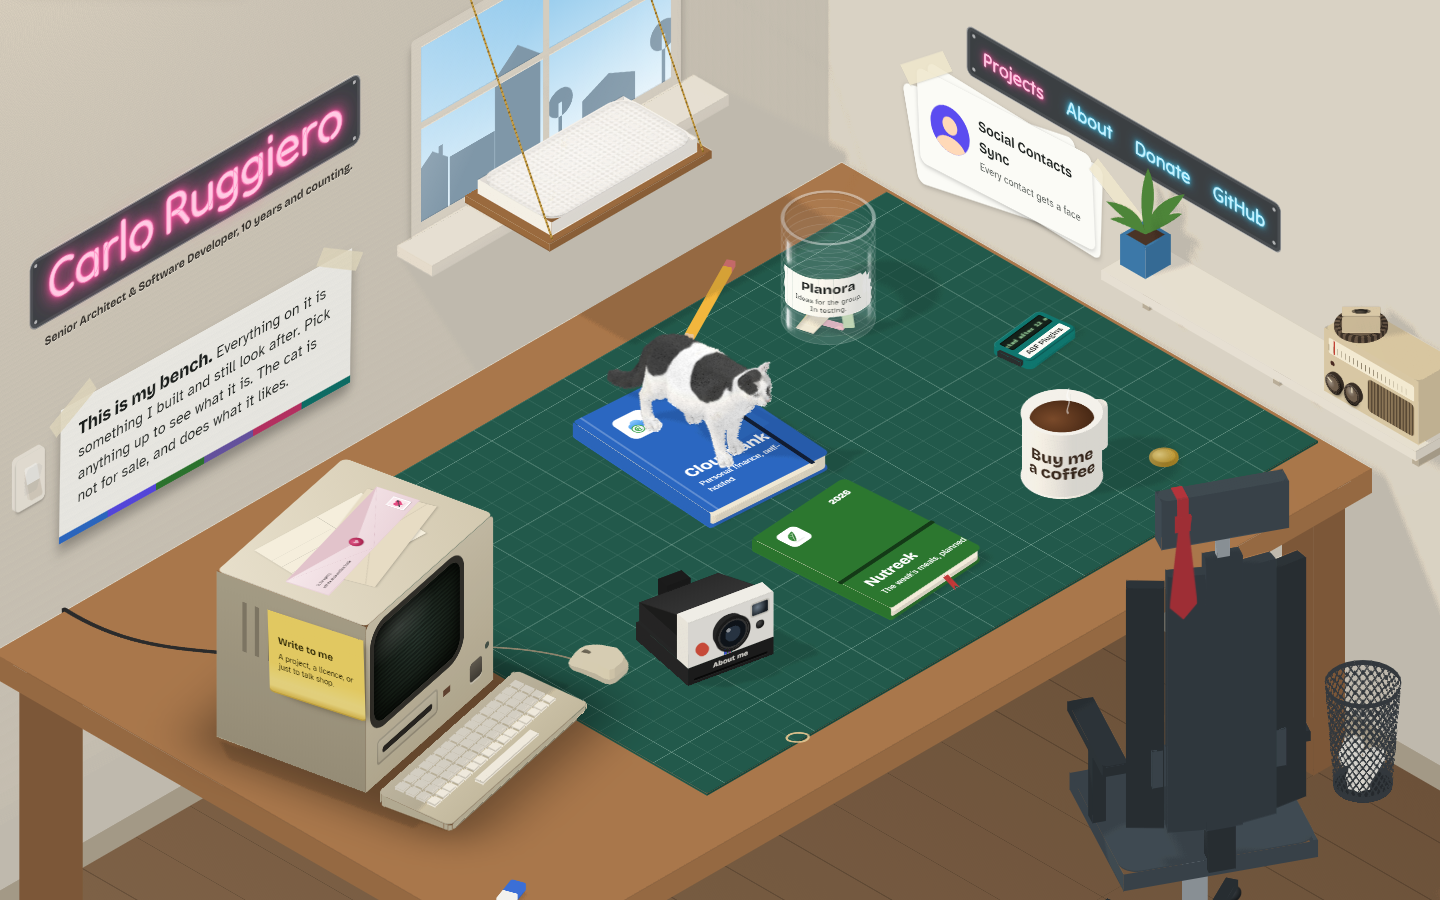 Carlo Ruggiero
Senior Architect & Software Developer, 10 years and counting.
This is my bench. Everything on it is
something I built and still look after. Pick
anything up to see what it is. The cat is
not for sale, and does what it likes.
Projects
About
Donate
GitHub
Social Contacts
Sync
Every contact gets a face
Planora
Ideas for the group.
In testing.
ASF Plugins
Buy me
a coffee
Personal finance, self-
hosted
2026
Nutreek
The week's meals, planned
About me
Write to me
A project, a licence, or
just to talk shop.